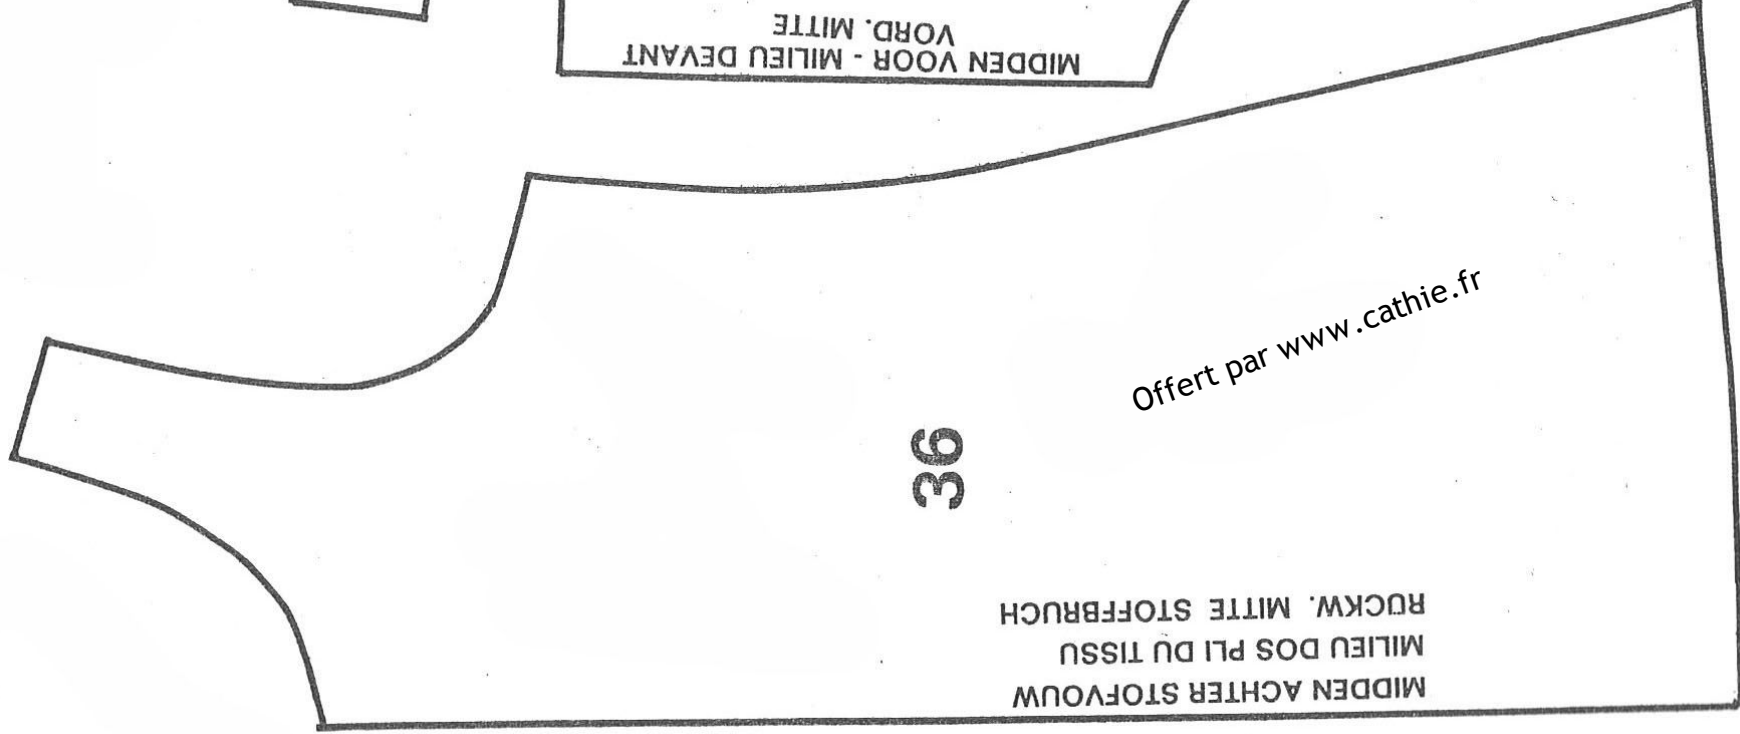 MIDDEN VOOR - MILIEU DEVANT
VORD. MITTE
Offert par www.cathie.fr
36
MIDDEN ACHTER STOFVOUW
MILIEU DOS PLI DU TISSU
RUCKW. MITTE STOFFBRUCH